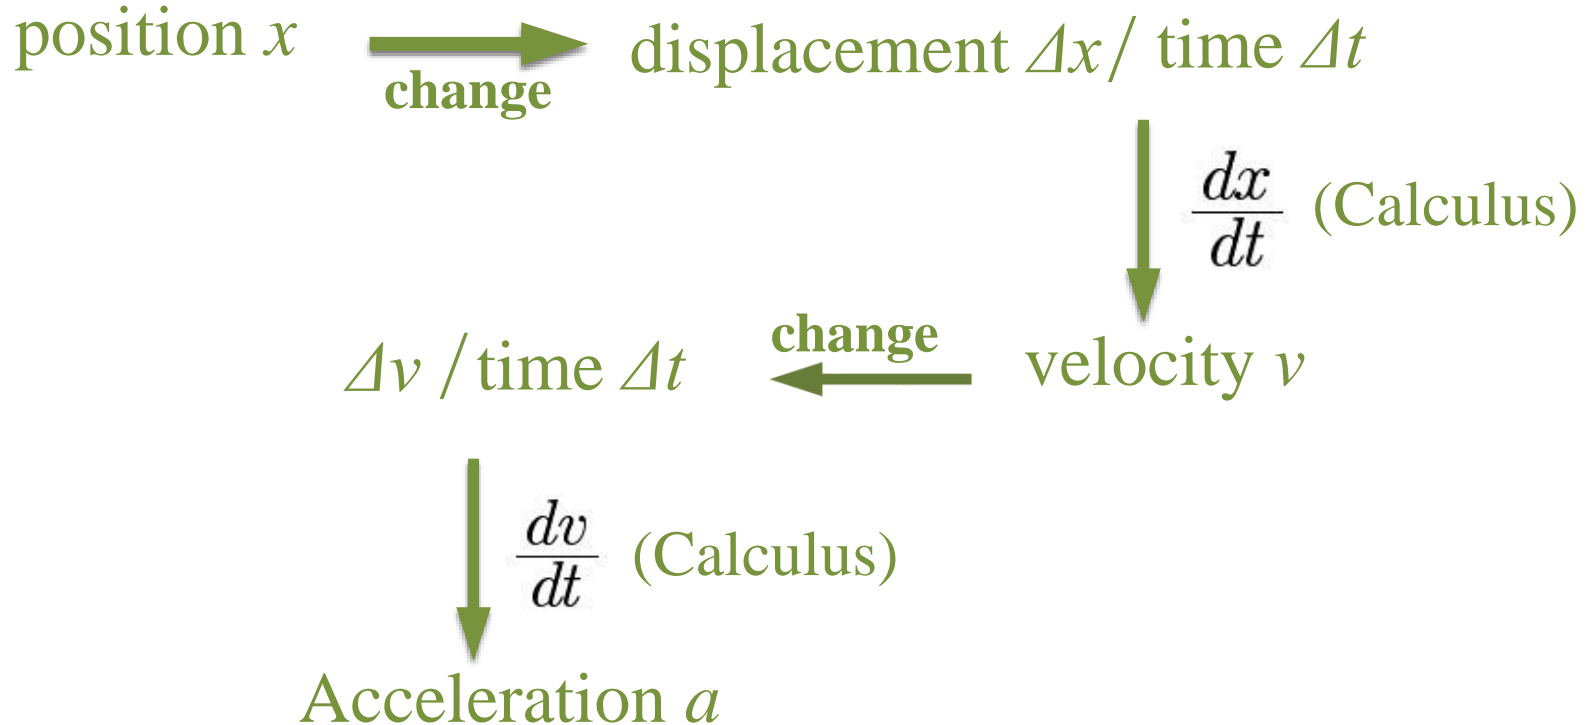 position x
change
displacement Δx / time Δt
dx
dt
(Calculus)
velocity v
change
Δv / time Δt
dv
dt
(Calculus)
Acceleration a